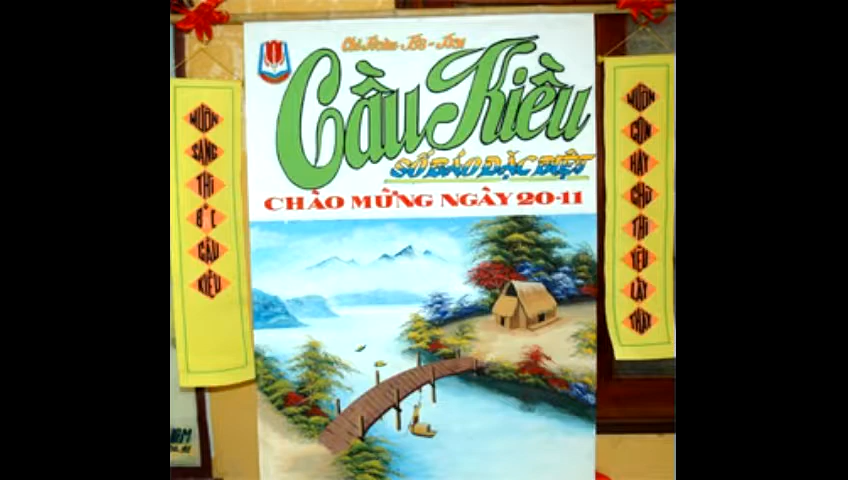 Cầu Kiều
SỐ BÁO ĐẶC BIỆT
CHÀO MỪNG NGÀY 20-11
MUỐN
SANG
THÌ
BẮC
CẦU
KIỀU
MUỐN
CON
HAY
CHỮ
THÌ
YÊU
LẤY
THẦY